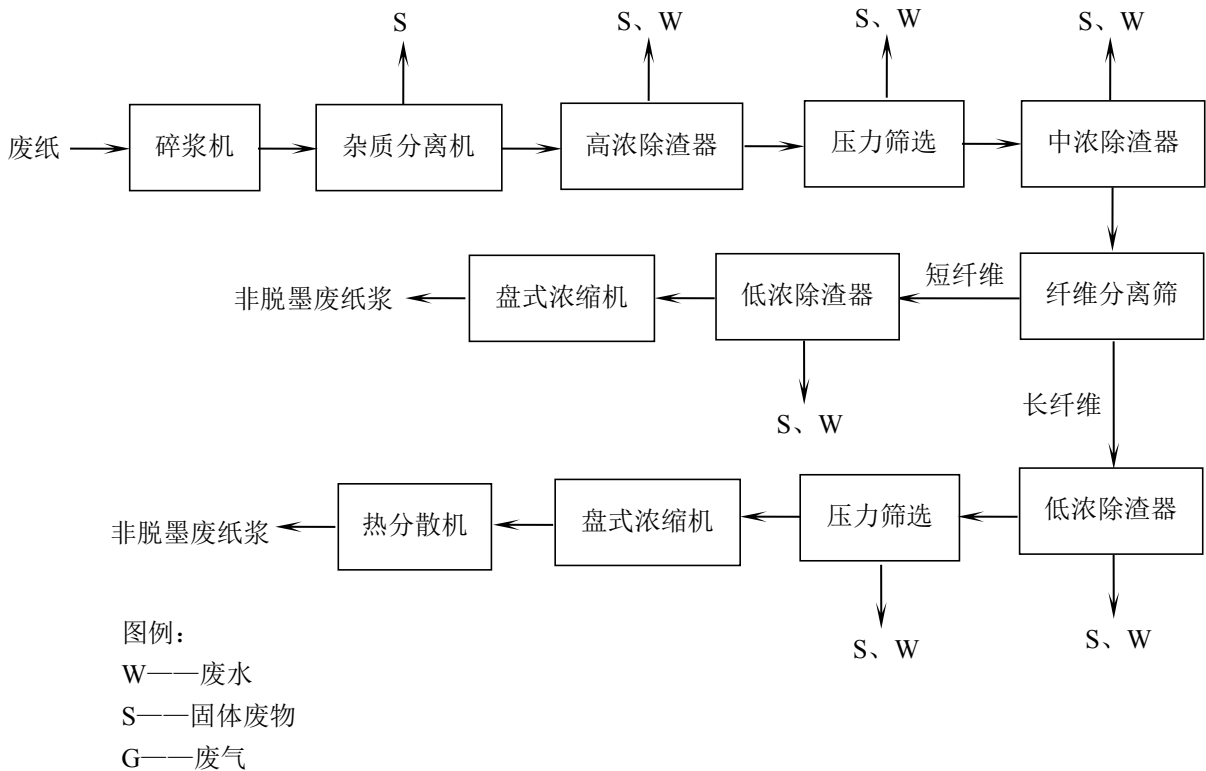 S
S、W
S、W
S、W
废纸
碎浆机
杂质分离机
高浓除渣器
压力筛选
中浓除渣器
非脱墨废纸浆
盘式浓缩机
低浓除渣器
短纤维
纤维分离筛
S、W
长纤维
非脱墨废纸浆
热分散机
盘式浓缩机
压力筛选
低浓除渣器
S、W
S、W
图例：
W——废水
S——固体废物
G——废气